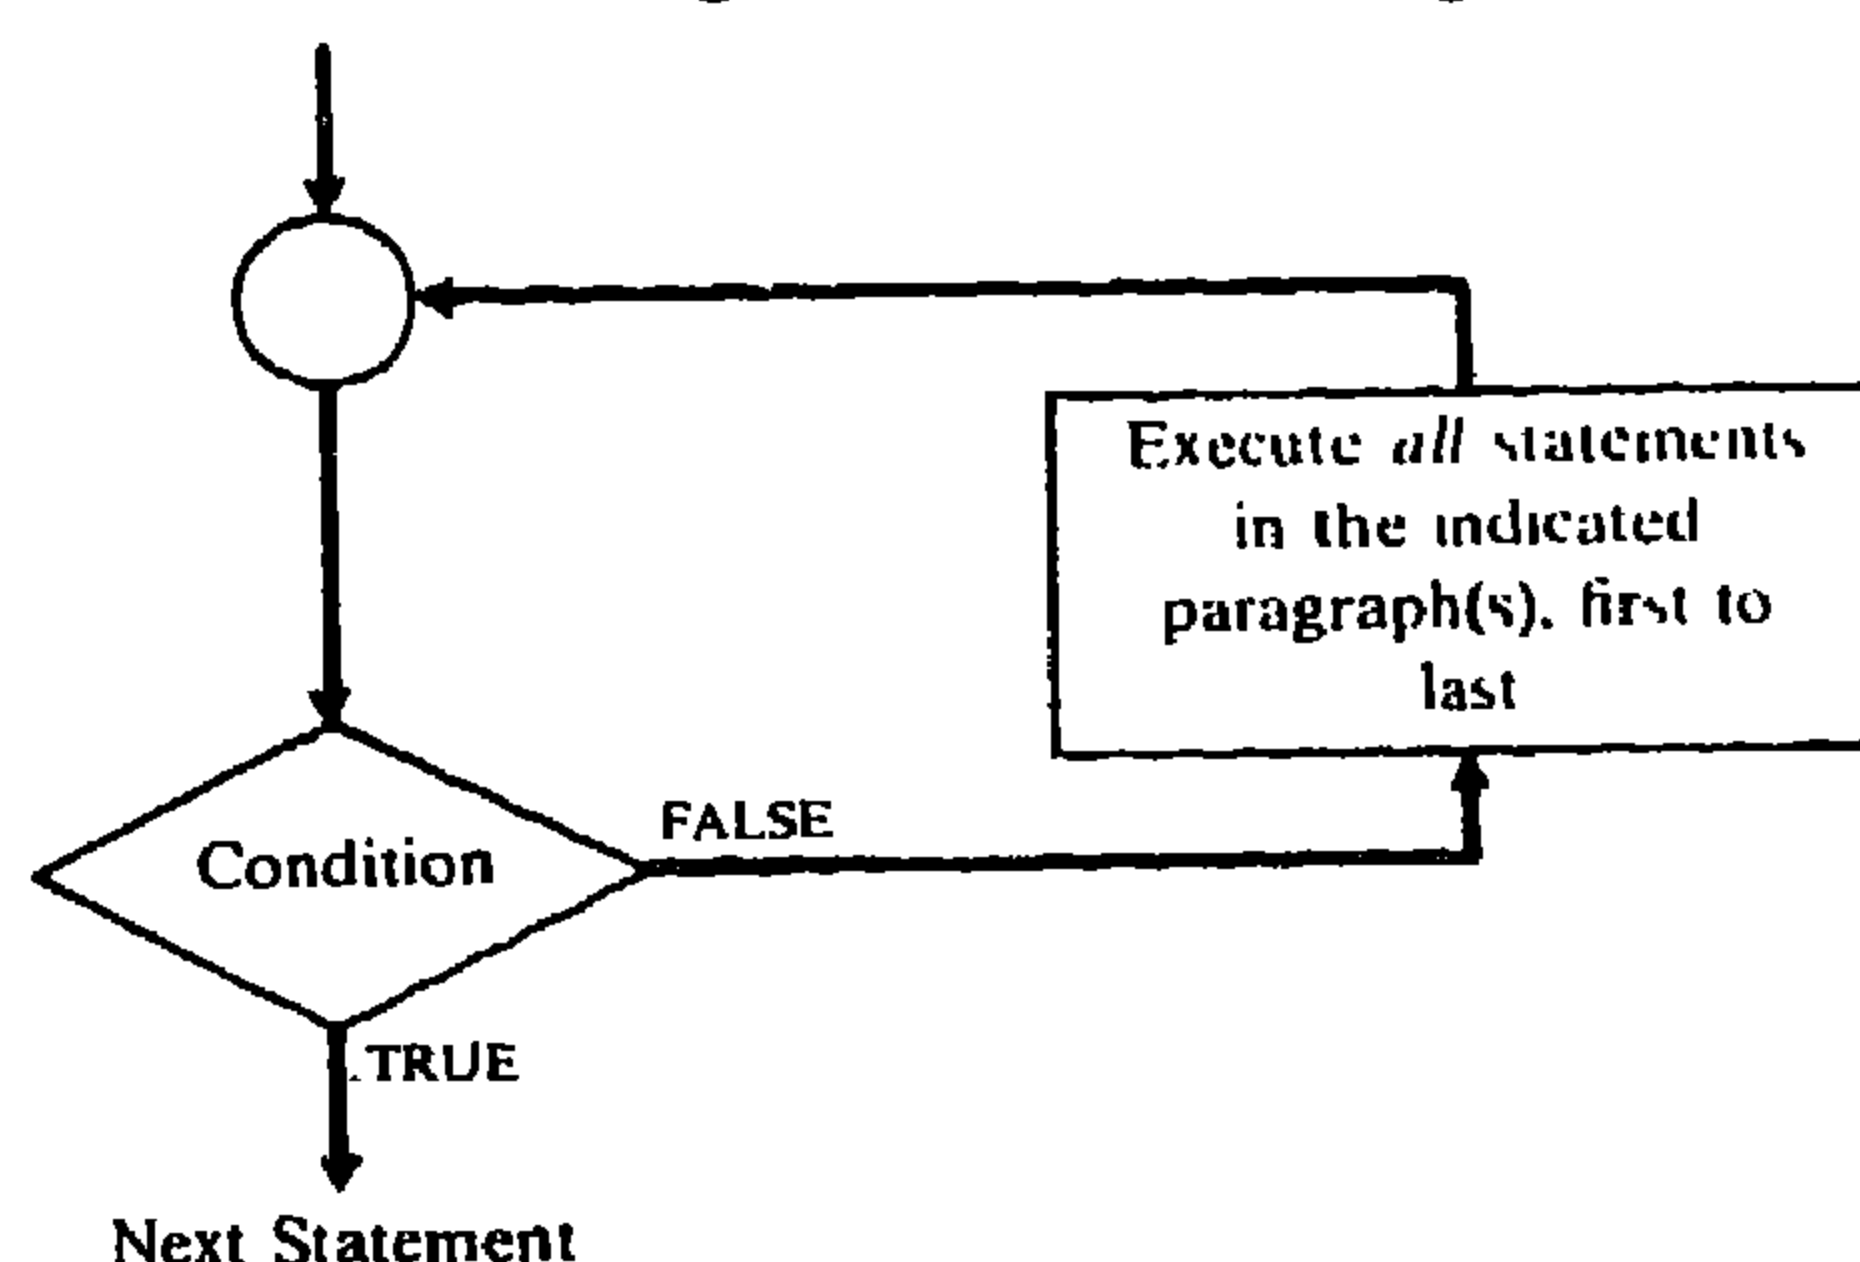 Execute all statements
in the indicated
paragraph(s), first to
last
FALSE
Condition
TRUE
Next Statement